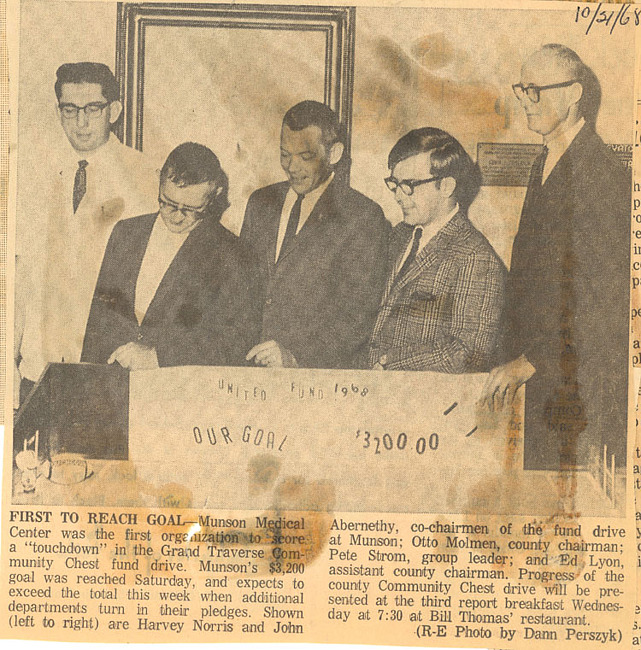 10/21/68
UNITED FUND 1968
OUR GOAL $3200.00
FIRST TO REACH GOAL—Munson Medical
Center was the first organization to score
a "touchdown" in the Grand Traverse Com-
munity Chest fund drive. Munson's $3,200
goal was reached Saturday, and expects to
exceed the total this week when additional
departments turn in their pledges. Shown
(left to right) are Harvey Norris and John
Abernethy, co-chairmen of the fund drive
at Munson; Otto Molmen, county chairman;
Pete Strom, group leader; and Ed Lyon,
assistant county chairman. Progress of the
county Community Chest drive will be pre-
sented at the third report breakfast Wednes-
day at 7:30 at Bill Thomas' restaurant.
(R-E Photo by Dann Perszyk)